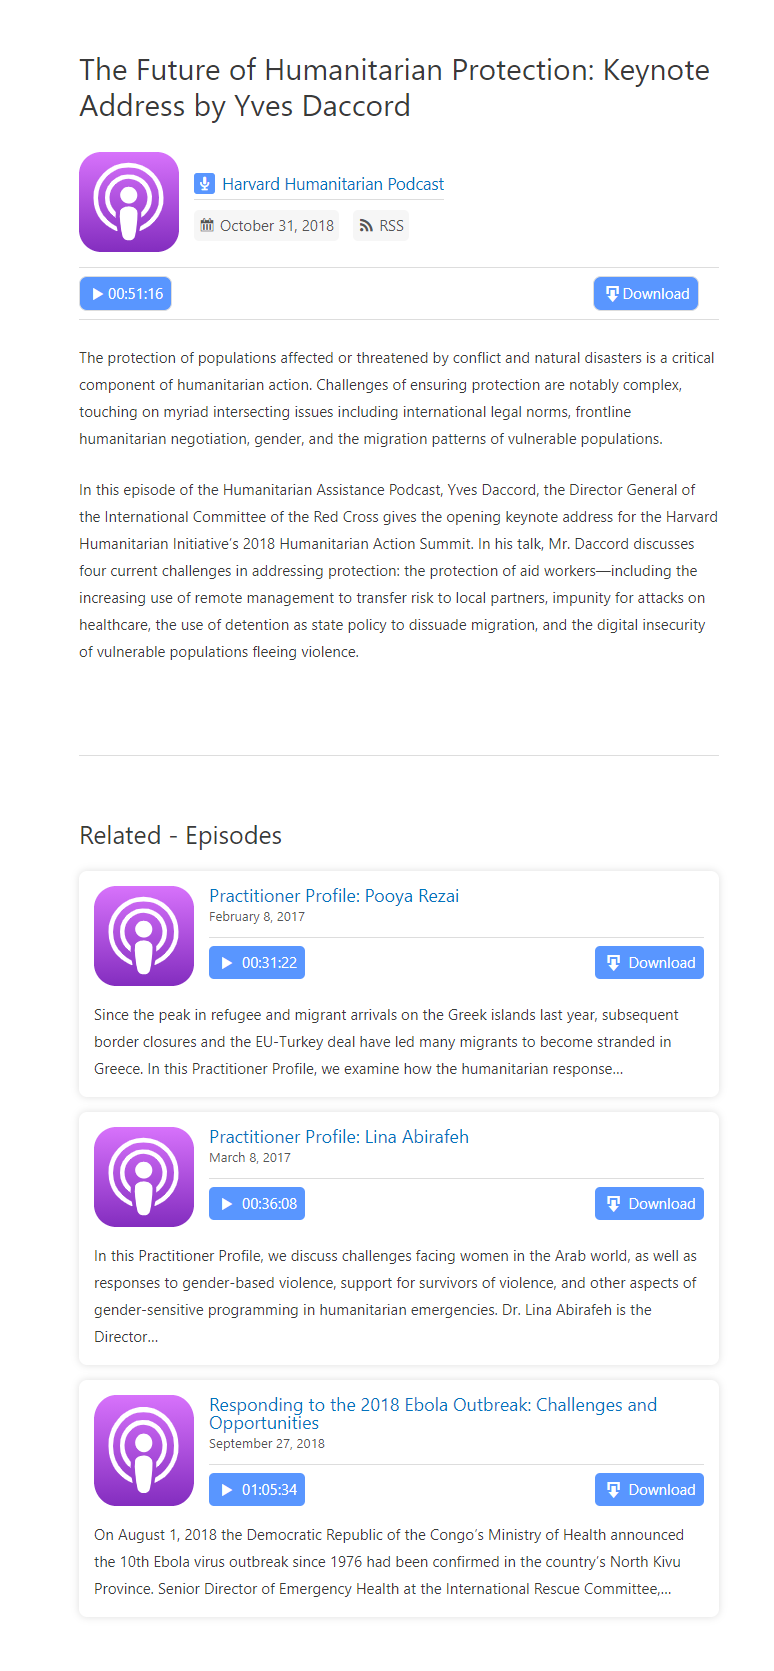 The Future of Humanitarian Protection: Keynote
Address by Yves Daccord
Harvard Humanitarian Podcast
October 31, 2018
RSS
00:51:16
Download
The protection of populations affected or threatened by conflict and natural disasters is a critical
component of humanitarian action. Challenges of ensuring protection are notably complex,
touching on myriad intersecting issues including international legal norms, frontline
humanitarian negotiation, gender, and the migration patterns of vulnerable populations.
In this episode of the Humanitarian Assistance Podcast, Yves Daccord, the Director General of
the International Committee of the Red Cross gives the opening keynote address for the Harvard
Humanitarian Initiative’s 2018 Humanitarian Action Summit. In his talk, Mr. Daccord discusses
four current challenges in addressing protection: the protection of aid workers—including the
increasing use of remote management to transfer risk to local partners, impunity for attacks on
healthcare, the use of detention as state policy to dissuade migration, and the digital insecurity
of vulnerable populations fleeing violence.
Related - Episodes
Practitioner Profile: Pooya Rezai
February 8, 2017
00:31:22
Download
Since the peak in refugee and migrant arrivals on the Greek islands last year, subsequent
border closures and the EU-Turkey deal have led many migrants to become stranded in
Greece. In this Practitioner Profile, we examine how the humanitarian response...
Practitioner Profile: Lina Abirafeh
March 8, 2017
00:36:08
Download
In this Practitioner Profile, we discuss challenges facing women in the Arab world, as well as
responses to gender-based violence, support for survivors of violence, and other aspects of
gender-sensitive programming in humanitarian emergencies. Dr. Lina Abirafeh is the
Director...
Responding to the 2018 Ebola Outbreak: Challenges and
Opportunities
September 27, 2018
01:05:34
Download
On August 1, 2018 the Democratic Republic of the Congo’s Ministry of Health announced
the 10th Ebola virus outbreak since 1976 had been confirmed in the country’s North Kivu
Province. Senior Director of Emergency Health at the International Rescue Committee,...